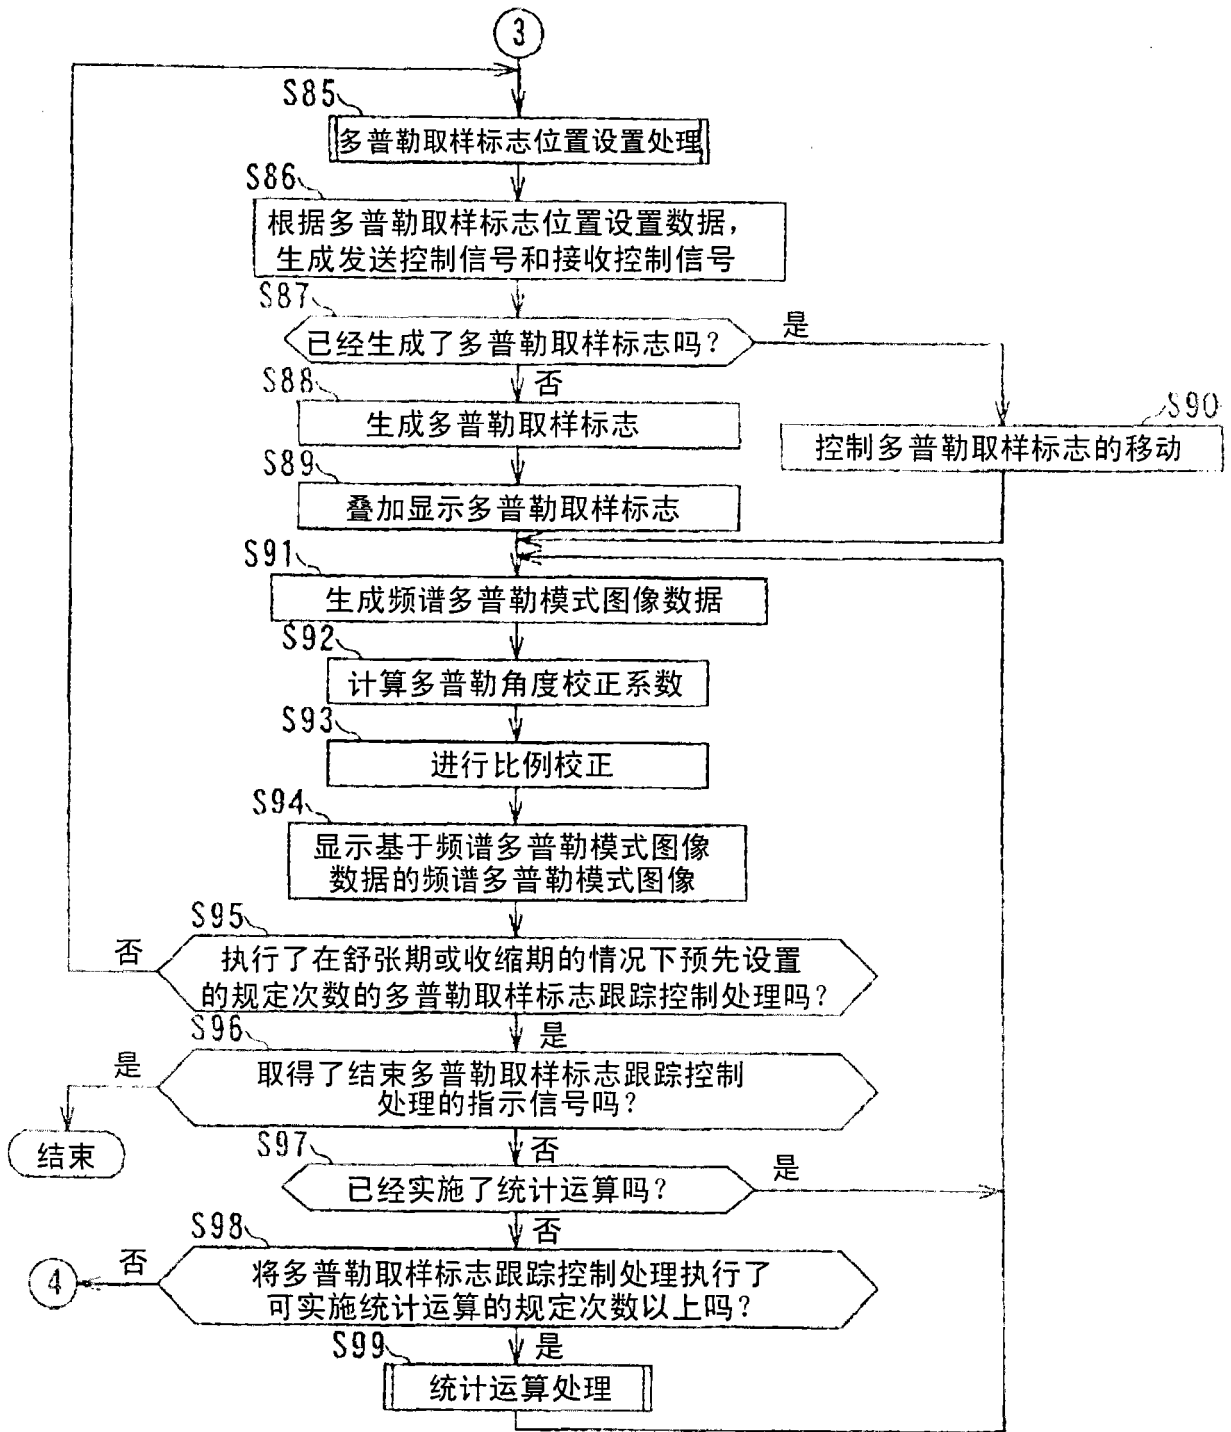 3
S85
多普勒取样标志位置设置处理
S86
根据多普勒取样标志位置设置数据，
生成发送控制信号和接收控制信号
S87
已经生成了多普勒取样标志吗？
是
否
S88
生成多普勒取样标志
S90
控制多普勒取样标志的移动
S89
叠加显示多普勒取样标志
S91
生成频谱多普勒模式图像数据
S92
计算多普勒角度校正系数
S93
进行比例校正
S94
显示基于频谱多普勒模式图像
数据的频谱多普勒模式图像
S95
否
执行了在舒张期或收缩期的情况下预先设置
的规定次数的多普勒取样标志跟踪控制处理吗？
是
S96
是
取得了结束多普勒取样标志跟踪控制
处理的指示信号吗？
结束
否
S97
已经实施了统计运算吗？
是
否
S98
否
4
将多普勒取样标志跟踪控制处理执行了
可实施统计运算的规定次数以上吗？
是
S99
统计运算处理